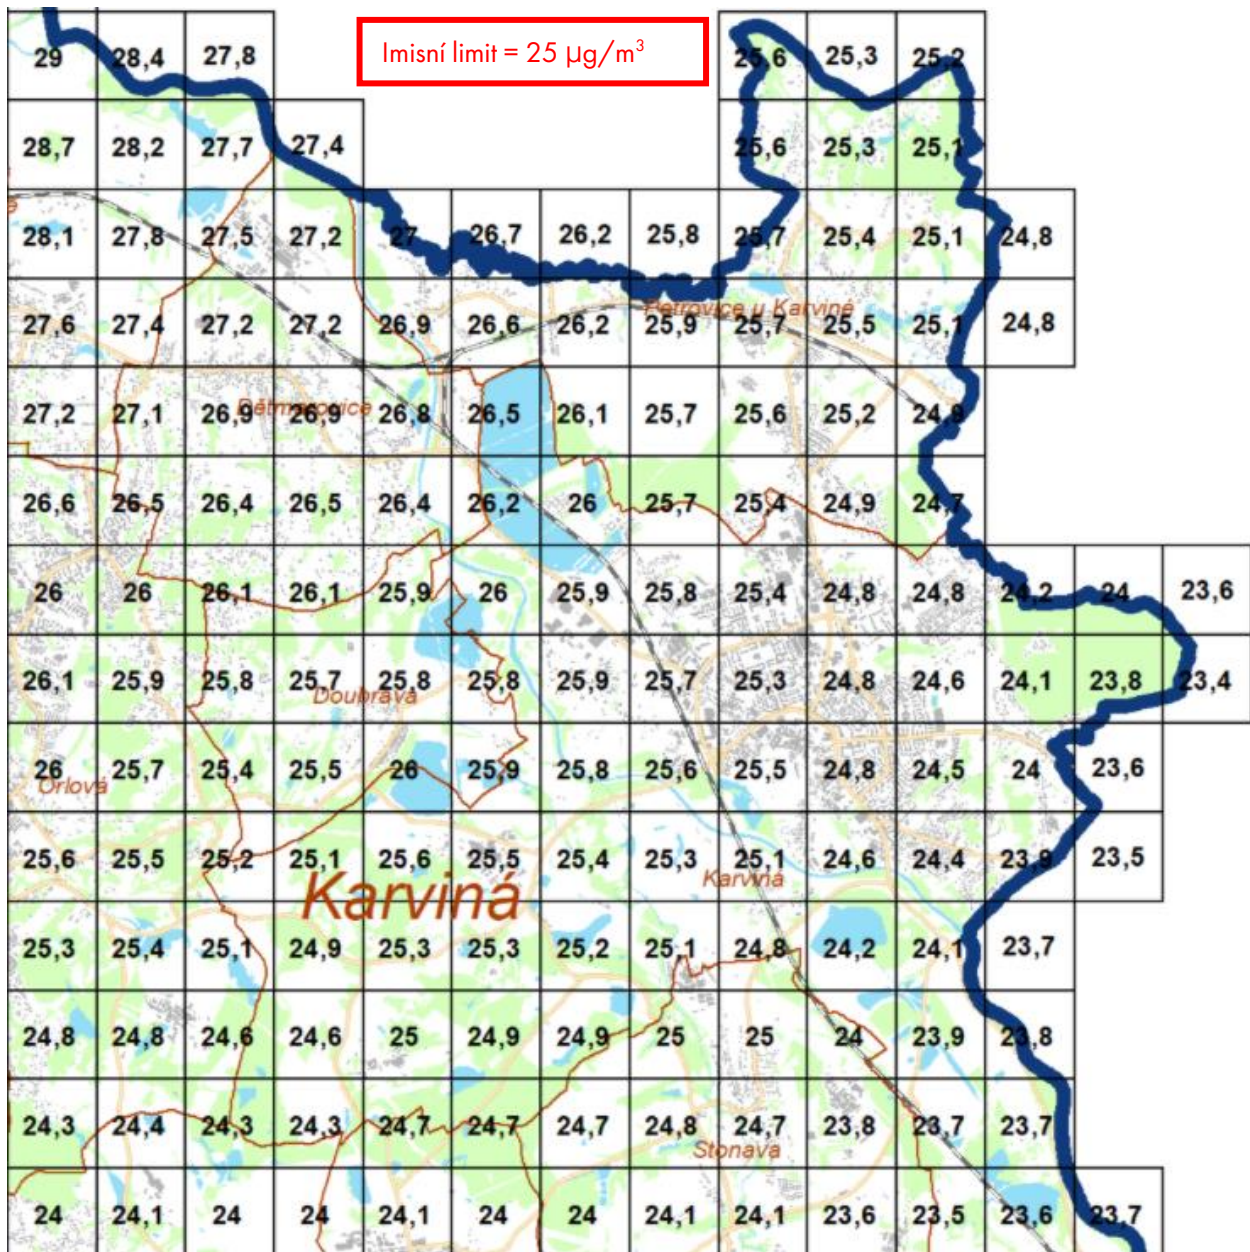 Imisní limit = 25 µg/m³
29 28,4 27,8 25,6 25,3 25,2
28,7 28,2 27,7 27,4 25,6 25,3 25,1
28,1 27,8 27,5 27,2 27 26,7 26,2 25,8 25,7 25,4 25,1 24,8
Petrovice u Karviné
27,6 27,4 27,2 27,2 26,9 26,6 26,2 25,9 25,7 25,5 25,1 24,8
Dětmarovice
27,2 27,1 26,9 26,9 26,8 26,5 26,1 25,7 25,6 25,2 24,9
26,6 26,5 26,4 26,5 26,4 26,2 26 25,7 25,4 24,9 24,7
26 26 26,1 26,1 25,9 26 25,9 25,8 25,4 24,8 24,8 24,2 24 23,6
26,1 25,9 25,8 25,7 25,8 25,8 25,9 25,7 25,3 24,8 24,6 24,1 23,8 23,4
Doubrava
26 25,7 25,4 25,5 26 25,9 25,8 25,6 25,5 24,8 24,5 24 23,6
Orlová
25,6 25,5 25,2 25,1 25,6 25,5 25,4 25,3 25,1 24,6 24,4 23,9 23,5
Karviná
Karviná
25,3 25,4 25,1 24,9 25,3 25,3 25,2 25,1 24,8 24,2 24,1 23,7
24,8 24,8 24,6 24,6 25 24,9 24,9 25 25 24 23,9 23,8
24,3 24,4 24,3 24,3 24,7 24,7 24,7 24,8 24,7 23,8 23,7 23,7
Stonava
24 24,1 24 24 24,1 24 24 24,1 24,1 23,6 23,5 23,6 23,7